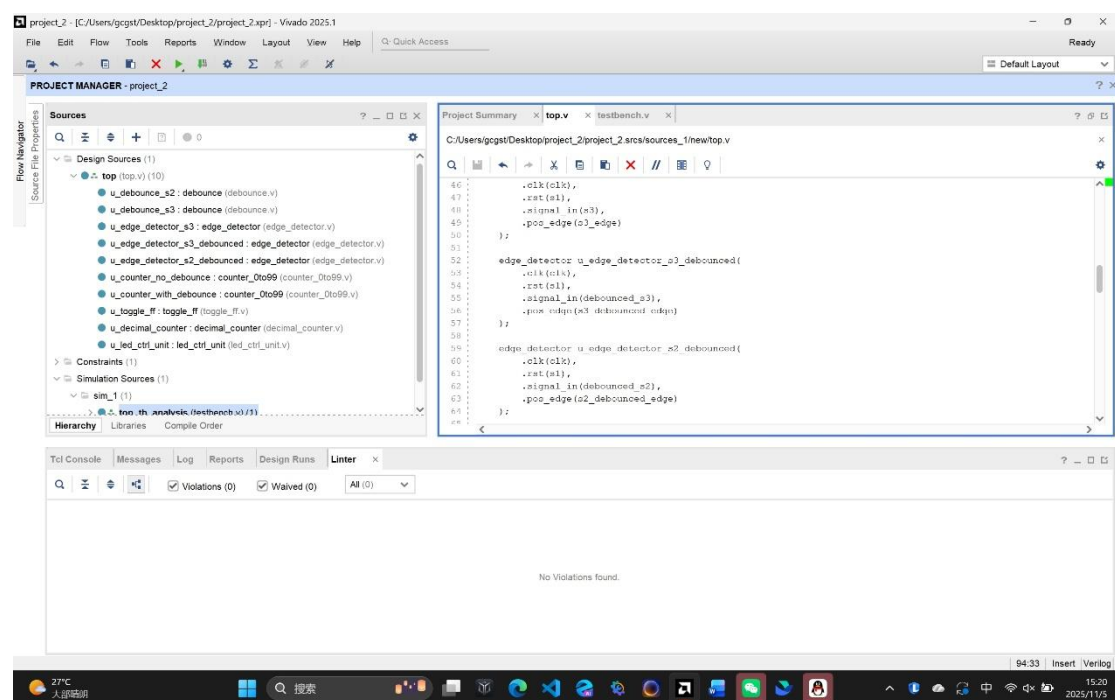 project_2 - [C:/Users/gcgst/Desktop/project_2/project_2.xpr] - Vivado 2025.1
File Edit Flow Tools Reports Window Layout View Help Q- Quick Access Ready
Default Layout
PROJECT MANAGER - project_2
Flow Navigator
Source File Properties
Sources
0
Design Sources (1)
top (top.v) (10)
u_debounce_s2 : debounce (debounce.v)
u_debounce_s3 : debounce (debounce.v)
u_edge_detector_s3 : edge_detector (edge_detector.v)
u_edge_detector_s3_debounced : edge_detector (edge_detector.v)
u_edge_detector_s2_debounced : edge_detector (edge_detector.v)
u_counter_no_debounce : counter_0to99 (counter_0to99.v)
u_counter_with_debounce : counter_0to99 (counter_0to99.v)
u_toggle_ff : toggle_ff (toggle_ff.v)
u_decimal_counter : decimal_counter (decimal_counter.v)
u_led_ctrl_unit : led_ctrl_unit (led_ctrl_unit.v)
Constraints (1)
Simulation Sources (1)
sim_1 (1)
top_tb_analysis (testbench.v) (1)
Hierarchy Libraries Compile Order
Project Summary top.v testbench.v
C:/Users/gcgst/Desktop/project_2/project_2.srcs/sources_1/new/top.v
46 .clk(clk),
47 .rst(s1),
48 .signal_in(s3),
49 .pos_edge(s3_edge)
50 );
51
52 edge_detector u_edge_detector_s3_debounced(
53 .clk(clk),
54 .rst(s1),
55 .signal_in(debounced_s3),
56 .pos_edge(s3_debounced_edge)
57 );
58
59 edge_detector u_edge_detector_s2_debounced(
60 .clk(clk),
61 .rst(s1),
62 .signal_in(debounced_s2),
63 .pos_edge(s2_debounced_edge)
64 );
Tcl Console Messages Log Reports Design Runs Linter
Violations (0) Waived (0) All (0)
No Violations found.
94:33 Insert Verilog
27°C
大部晴朗
搜索
中
15:20
2025/11/5